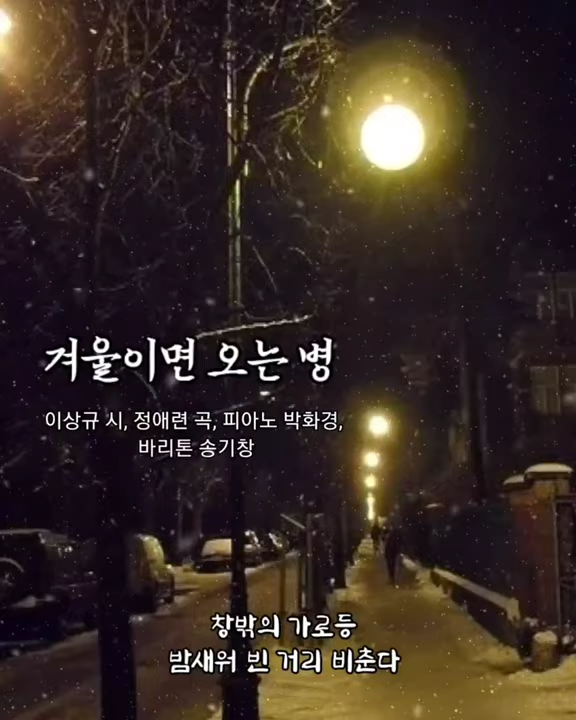 겨울이면 오는 병
이상규 시, 정애련 곡, 피아노 박화경,
바리톤 송기창
창밖의 가로등
밤새워 빈 거리 비춘다